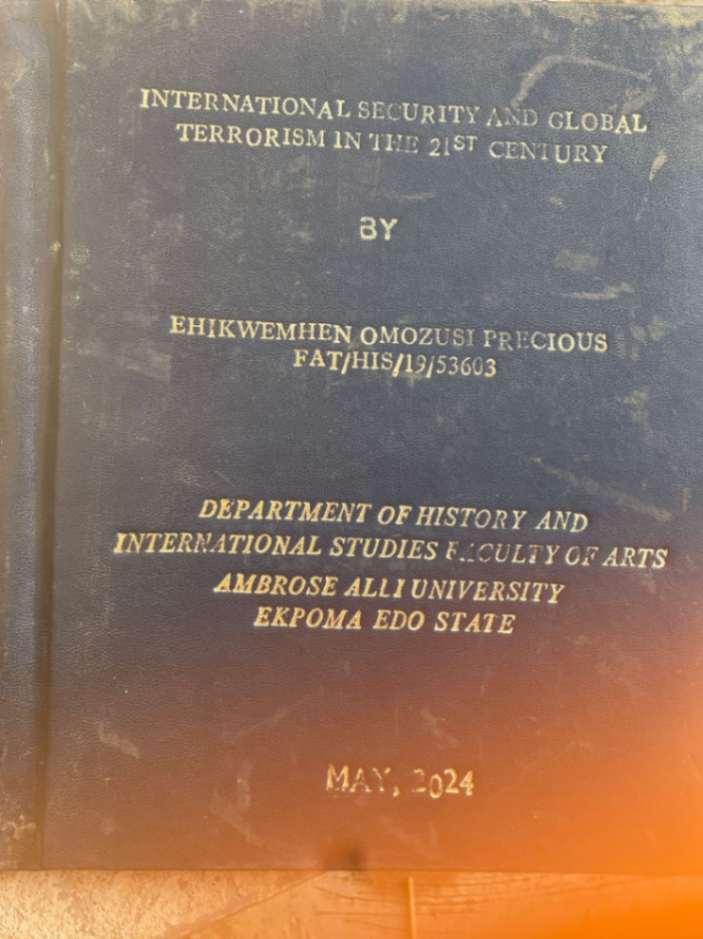 INTERNATIONAL SECURITY AND GLOBAL
TERRORISM IN THE 21ST CENTURY
BY
EHIKWEMHEN OMOZUSI PRECIOUS
FAT/HIS/19/53603
DEPARTMENT OF HISTORY AND
INTERNATIONAL STUDIES FACULTY OF ARTS
AMBROSE ALLI UNIVERSITY
EKPOMA EDO STATE
MAY, 2024